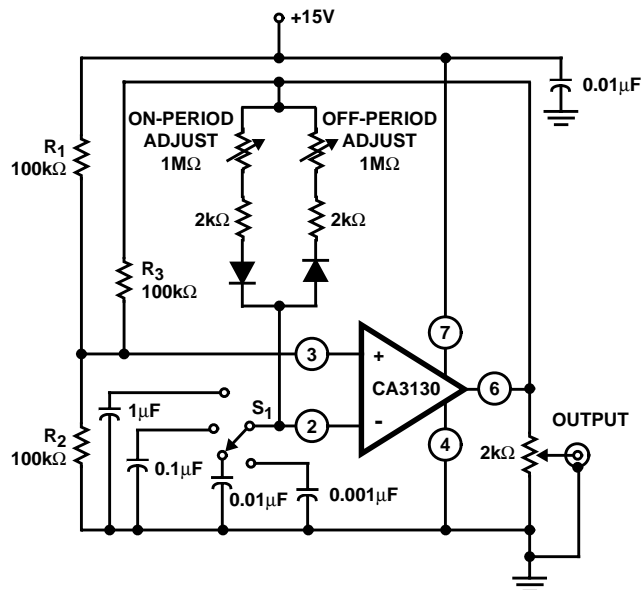 +15V
0.01μF
ON-PERIOD
ADJUST
1MΩ
OFF-PERIOD
ADJUST
1MΩ
R1
100kΩ
2kΩ
2kΩ
R3
100kΩ
7
3
+
CA3130
6
OUTPUT
1μF
S1
2
-
4
R2
100kΩ
0.1μF
2kΩ
0.01μF
0.001μF